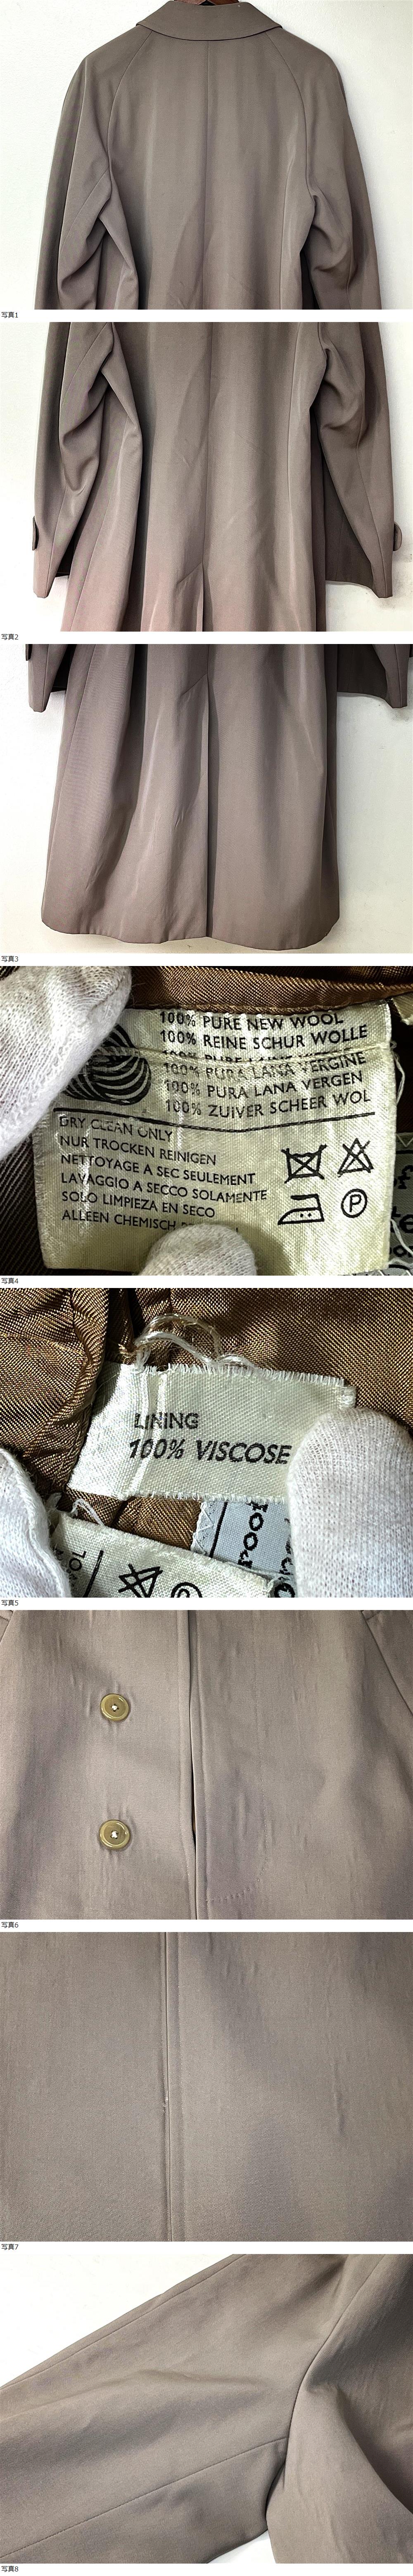 写真1
写真2
写真3
100% PURE NEW WOOL
100% REINE SCHUR WOLLE
100% PURA LANA VERGINE
100% PURA LANA VERGEN
100% ZUIVER SCHEER WOL
DRY CLEAN ONLY
NUR TROCKEN REINIGEN
NETTOYAGE A SEC SEULEMENT
LAVAGGIO A SECCO SOLAMENTE
SOLO LIMPIEZA EN SECO
ALLEEN CHEMISCH
P
写真4
LINING
100% VISCOSE
写真5
写真6
写真7
写真8